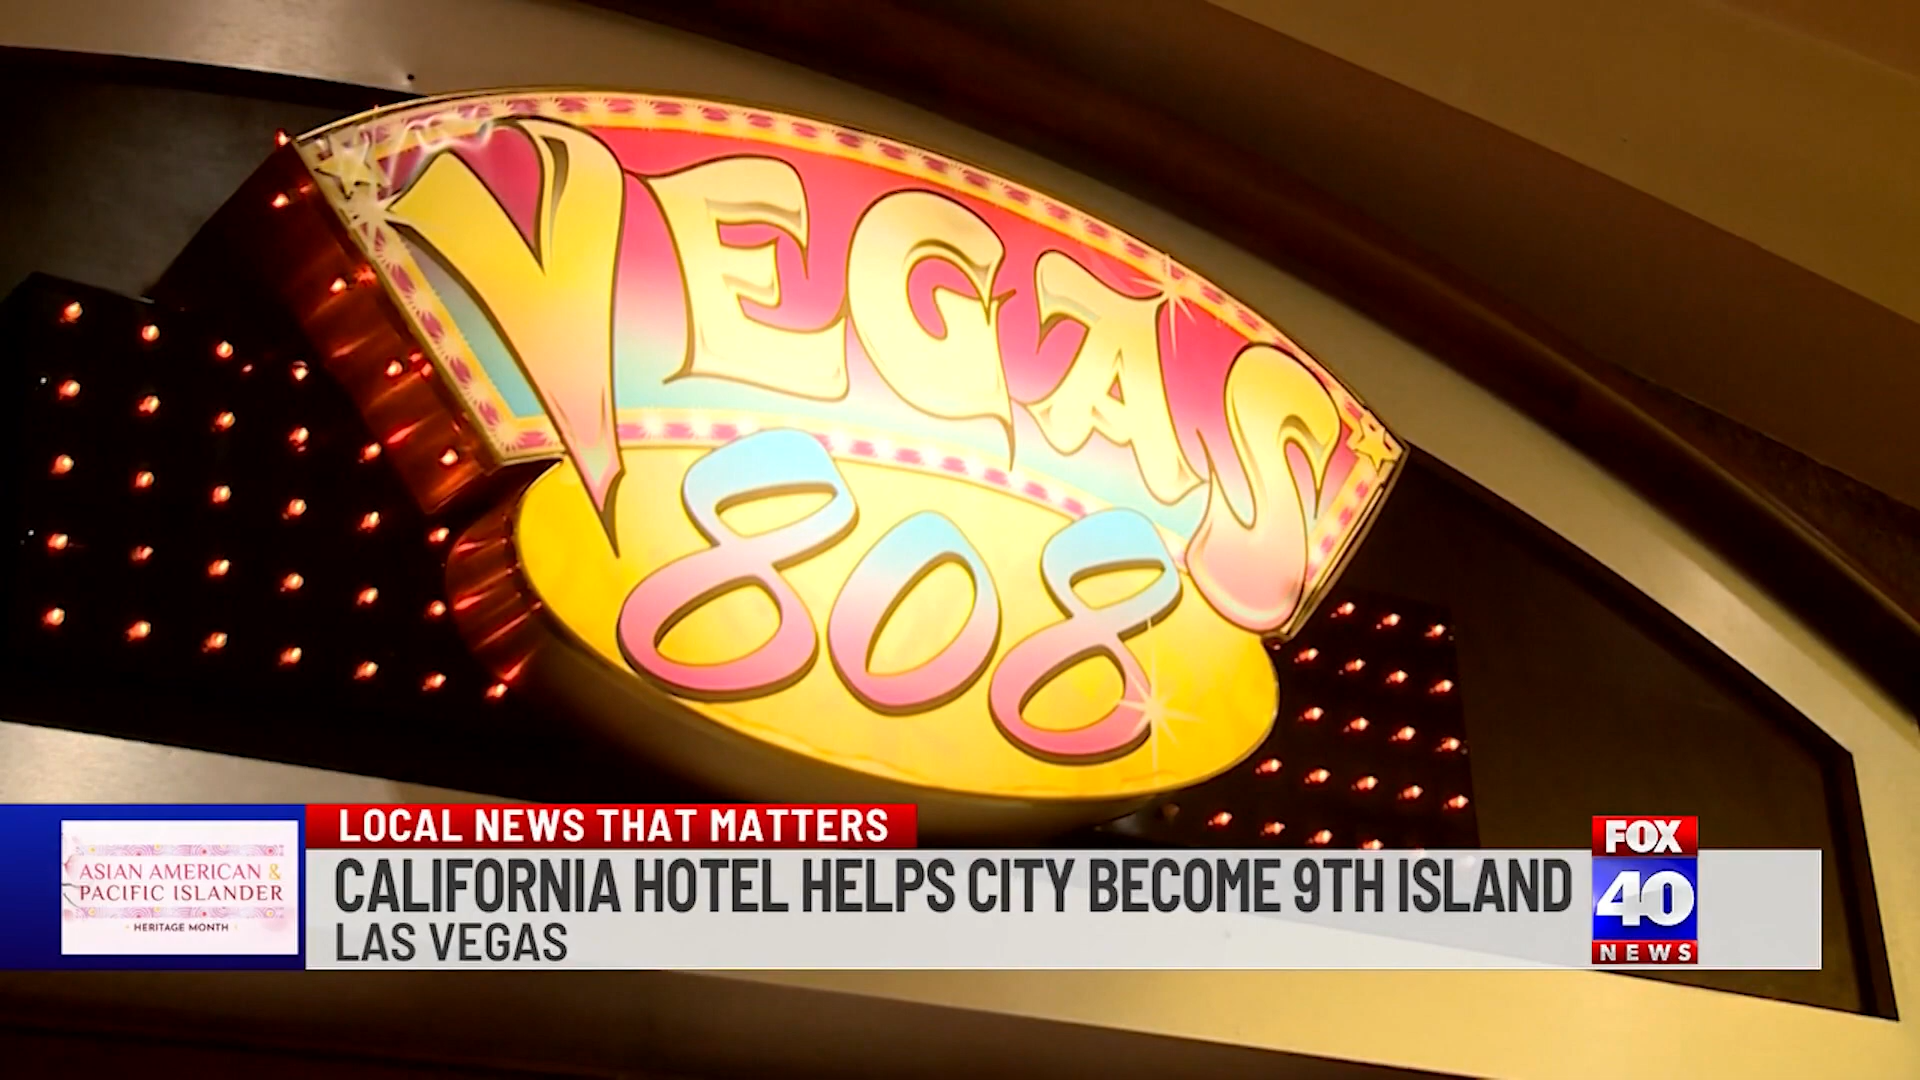 VEGAS
808
LOCAL NEWS THAT MATTERS
ASIAN AMERICAN &
PACIFIC ISLANDER
HERITAGE MONTH
CALIFORNIA HOTEL HELPS CITY BECOME 9TH ISLAND
LAS VEGAS
FOX
40
NEWS